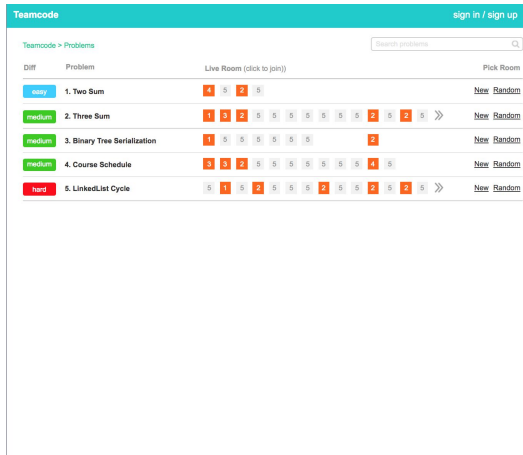 Teamcode sign in / sign up
Teamcode > Problems Search problems
Diff Problem Live Room (click to join)) Pick Room
easy 1. Two Sum 4 5 2 5 New Random
medium 2. Three Sum 1 3 2 5 5 5 5 5 5 5 2 5 2 5 New Random
medium 3. Binary Tree Serialization 1 5 5 5 5 5 5 2 New Random
medium 4. Course Schedule 3 3 2 5 5 5 5 5 5 5 4 5 New Random
hard 5. LinkedList Cycle 5 1 5 2 5 5 5 2 5 5 2 5 2 5 New Random